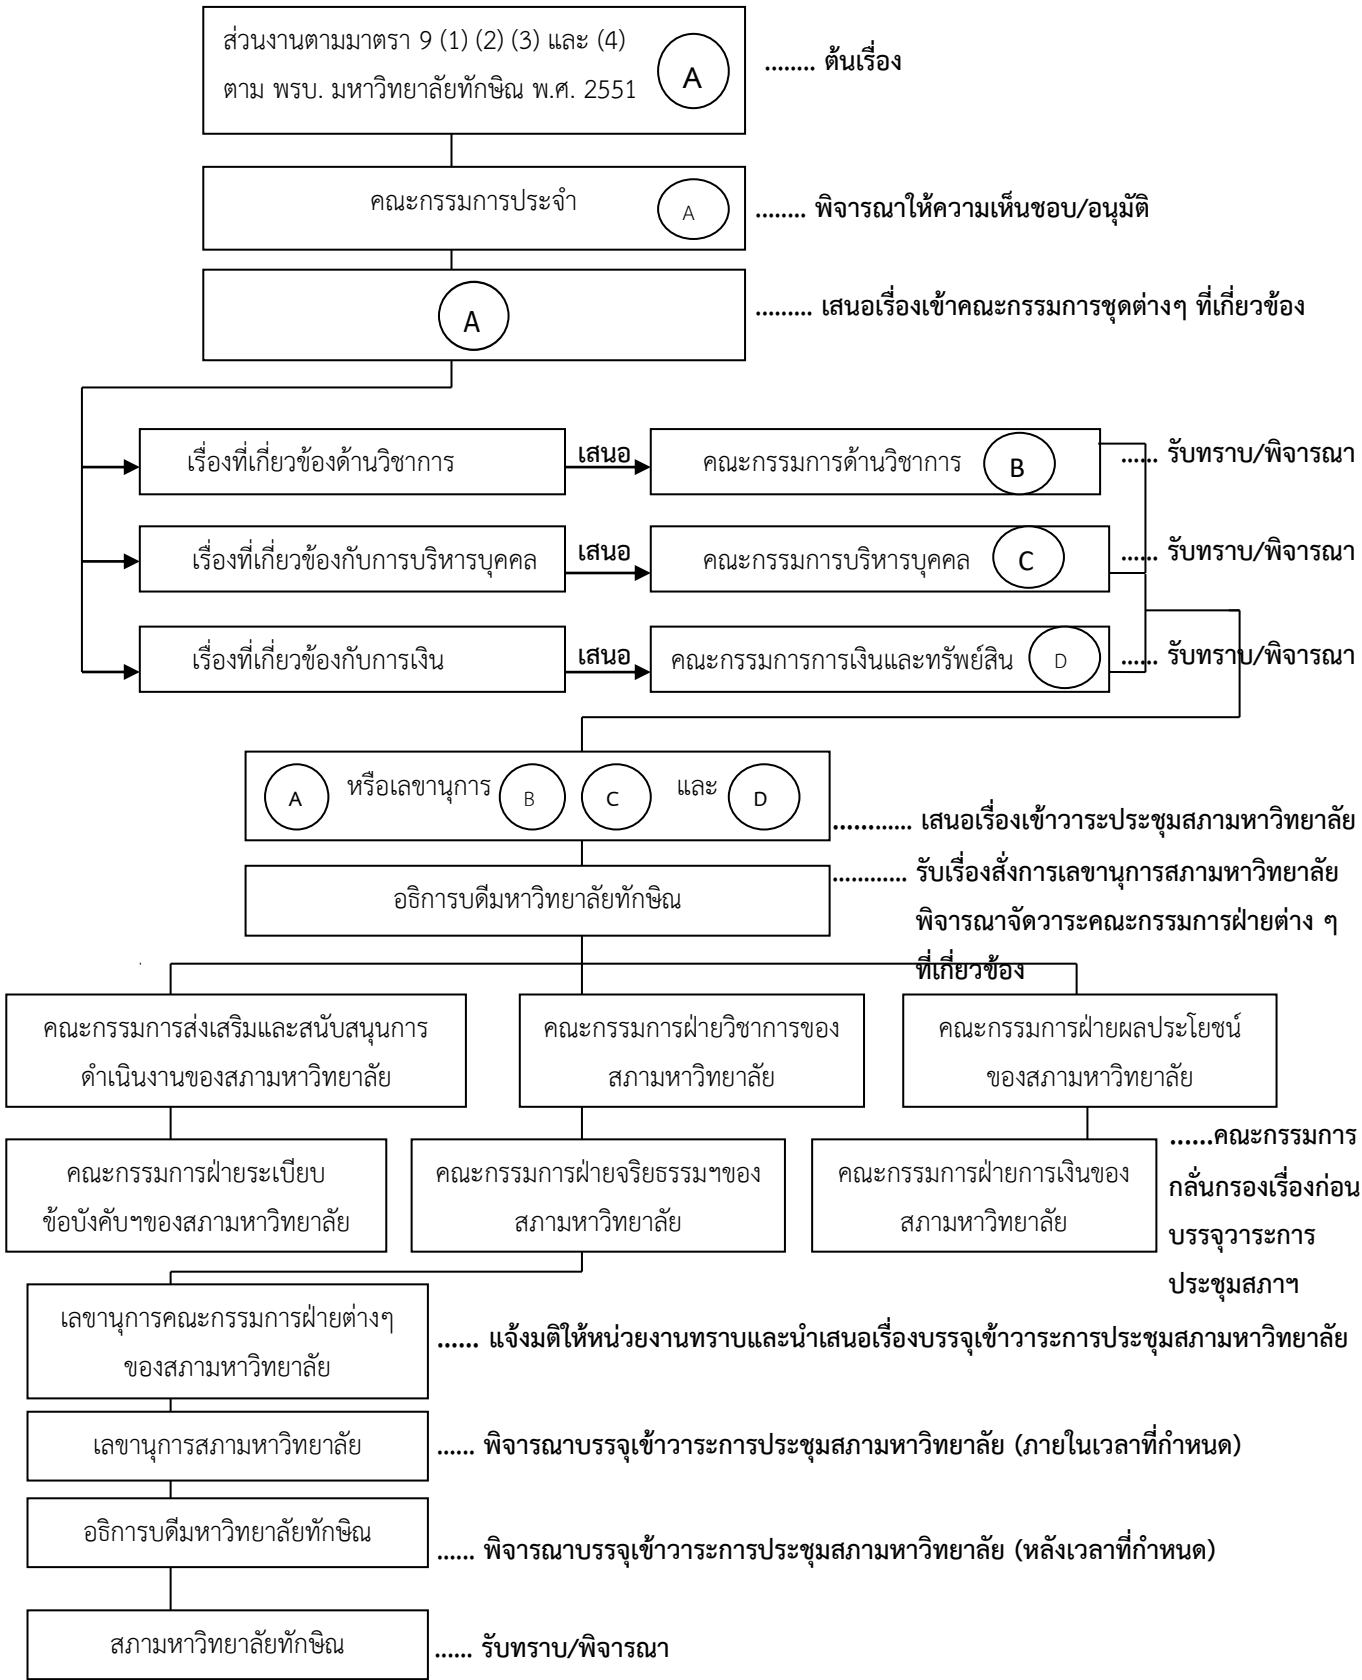 ส่วนงานตามมาตรา 9 (1) (2) (3) และ (4)
ตาม พรบ. มหาวิทยาลัยทักษิณ พ.ศ. 2551
A
........ ต้นเรื่อง
คณะกรรมการประจำ
A
........ พิจารณาให้ความเห็นชอบ/อนุมัติ
A
......... เสนอเรื่องเข้าคณะกรรมการชุดต่างๆ ที่เกี่ยวข้อง
เรื่องที่เกี่ยวข้องด้านวิชาการ
เสนอ
คณะกรรมการด้านวิชาการ
B
...... รับทราบ/พิจารณา
เรื่องที่เกี่ยวข้องกับการบริหารบุคคล
เสนอ
คณะกรรมการบริหารบุคคล
C
...... รับทราบ/พิจารณา
เรื่องที่เกี่ยวข้องกับการเงิน
เสนอ
คณะกรรมการการเงินและทรัพย์สิน
D
...... รับทราบ/พิจารณา
A หรือเลขานุการ B C และ D
............ เสนอเรื่องเข้าวาระประชุมสภามหาวิทยาลัย
อธิการบดีมหาวิทยาลัยทักษิณ
............ รับเรื่องสั่งการเลขานุการสภามหาวิทยาลัย
พิจารณาจัดวาระคณะกรรมการฝ่ายต่าง ๆ
ที่เกี่ยวข้อง
คณะกรรมการส่งเสริมและสนับสนุนการ
ดำเนินงานของสภามหาวิทยาลัย
คณะกรรมการฝ่ายวิชาการของ
สภามหาวิทยาลัย
คณะกรรมการฝ่ายผลประโยชน์
ของสภามหาวิทยาลัย
คณะกรรมการฝ่ายระเบียบ
ข้อบังคับฯของสภามหาวิทยาลัย
คณะกรรมการฝ่ายจริยธรรมฯของ
สภามหาวิทยาลัย
คณะกรรมการฝ่ายการเงินของ
สภามหาวิทยาลัย
......คณะกรรมการ
กลั่นกรองเรื่องก่อน
บรรจุวาระการ
ประชุมสภาฯ
เลขานุการคณะกรรมการฝ่ายต่างๆ
ของสภามหาวิทยาลัย
...... แจ้งมติให้หน่วยงานทราบและนำเสนอเรื่องบรรจุเข้าวาระการประชุมสภามหาวิทยาลัย
เลขานุการสภามหาวิทยาลัย
...... พิจารณาบรรจุเข้าวาระการประชุมสภามหาวิทยาลัย (ภายในเวลาที่กำหนด)
อธิการบดีมหาวิทยาลัยทักษิณ
...... พิจารณาบรรจุเข้าวาระการประชุมสภามหาวิทยาลัย (หลังเวลาที่กำหนด)
สภามหาวิทยาลัยทักษิณ
...... รับทราบ/พิจารณา